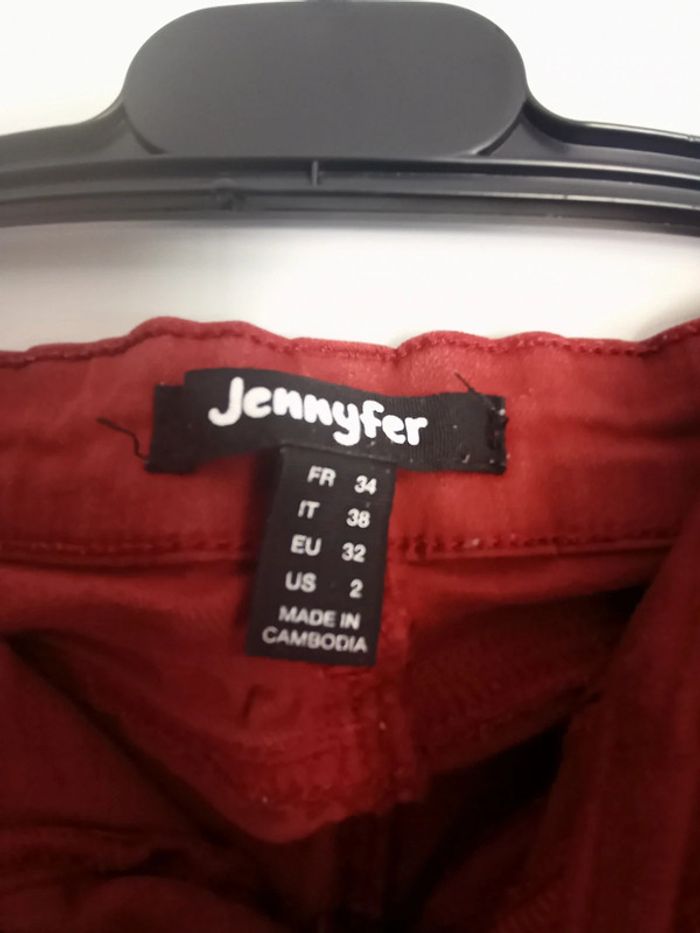 Jennyfer
FR 34
IT 38
EU 32
US 2
MADE IN
CAMBODIA